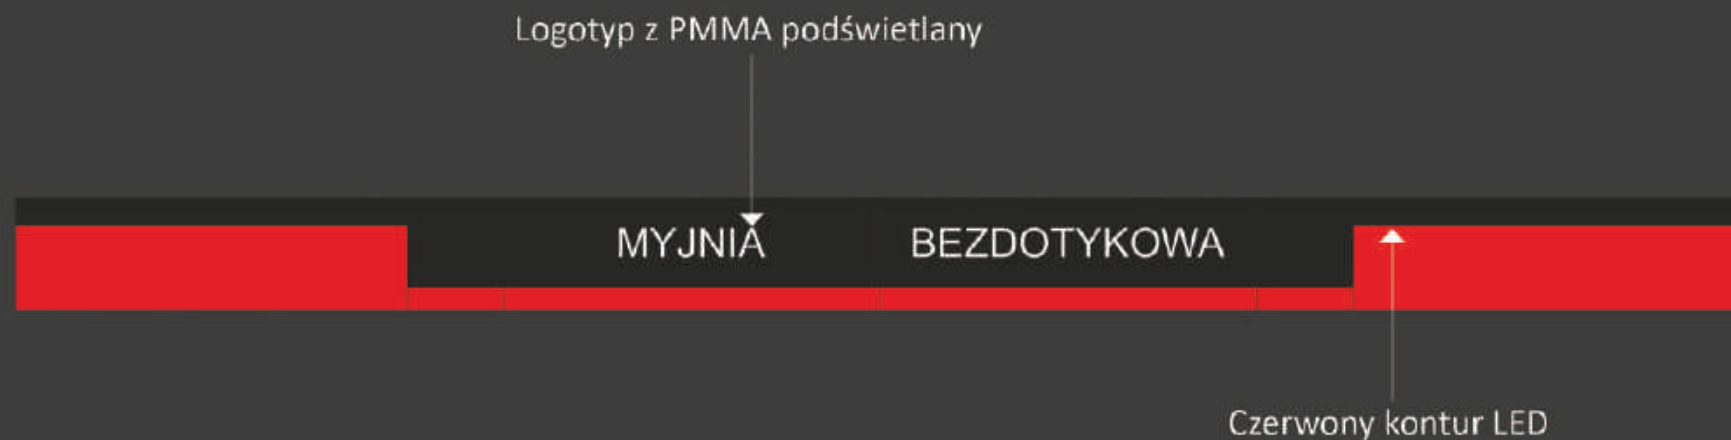 Logotyp z PMMA podświetlany
MYJNIA BEZDOTYKOWA
Czerwony kontur LED